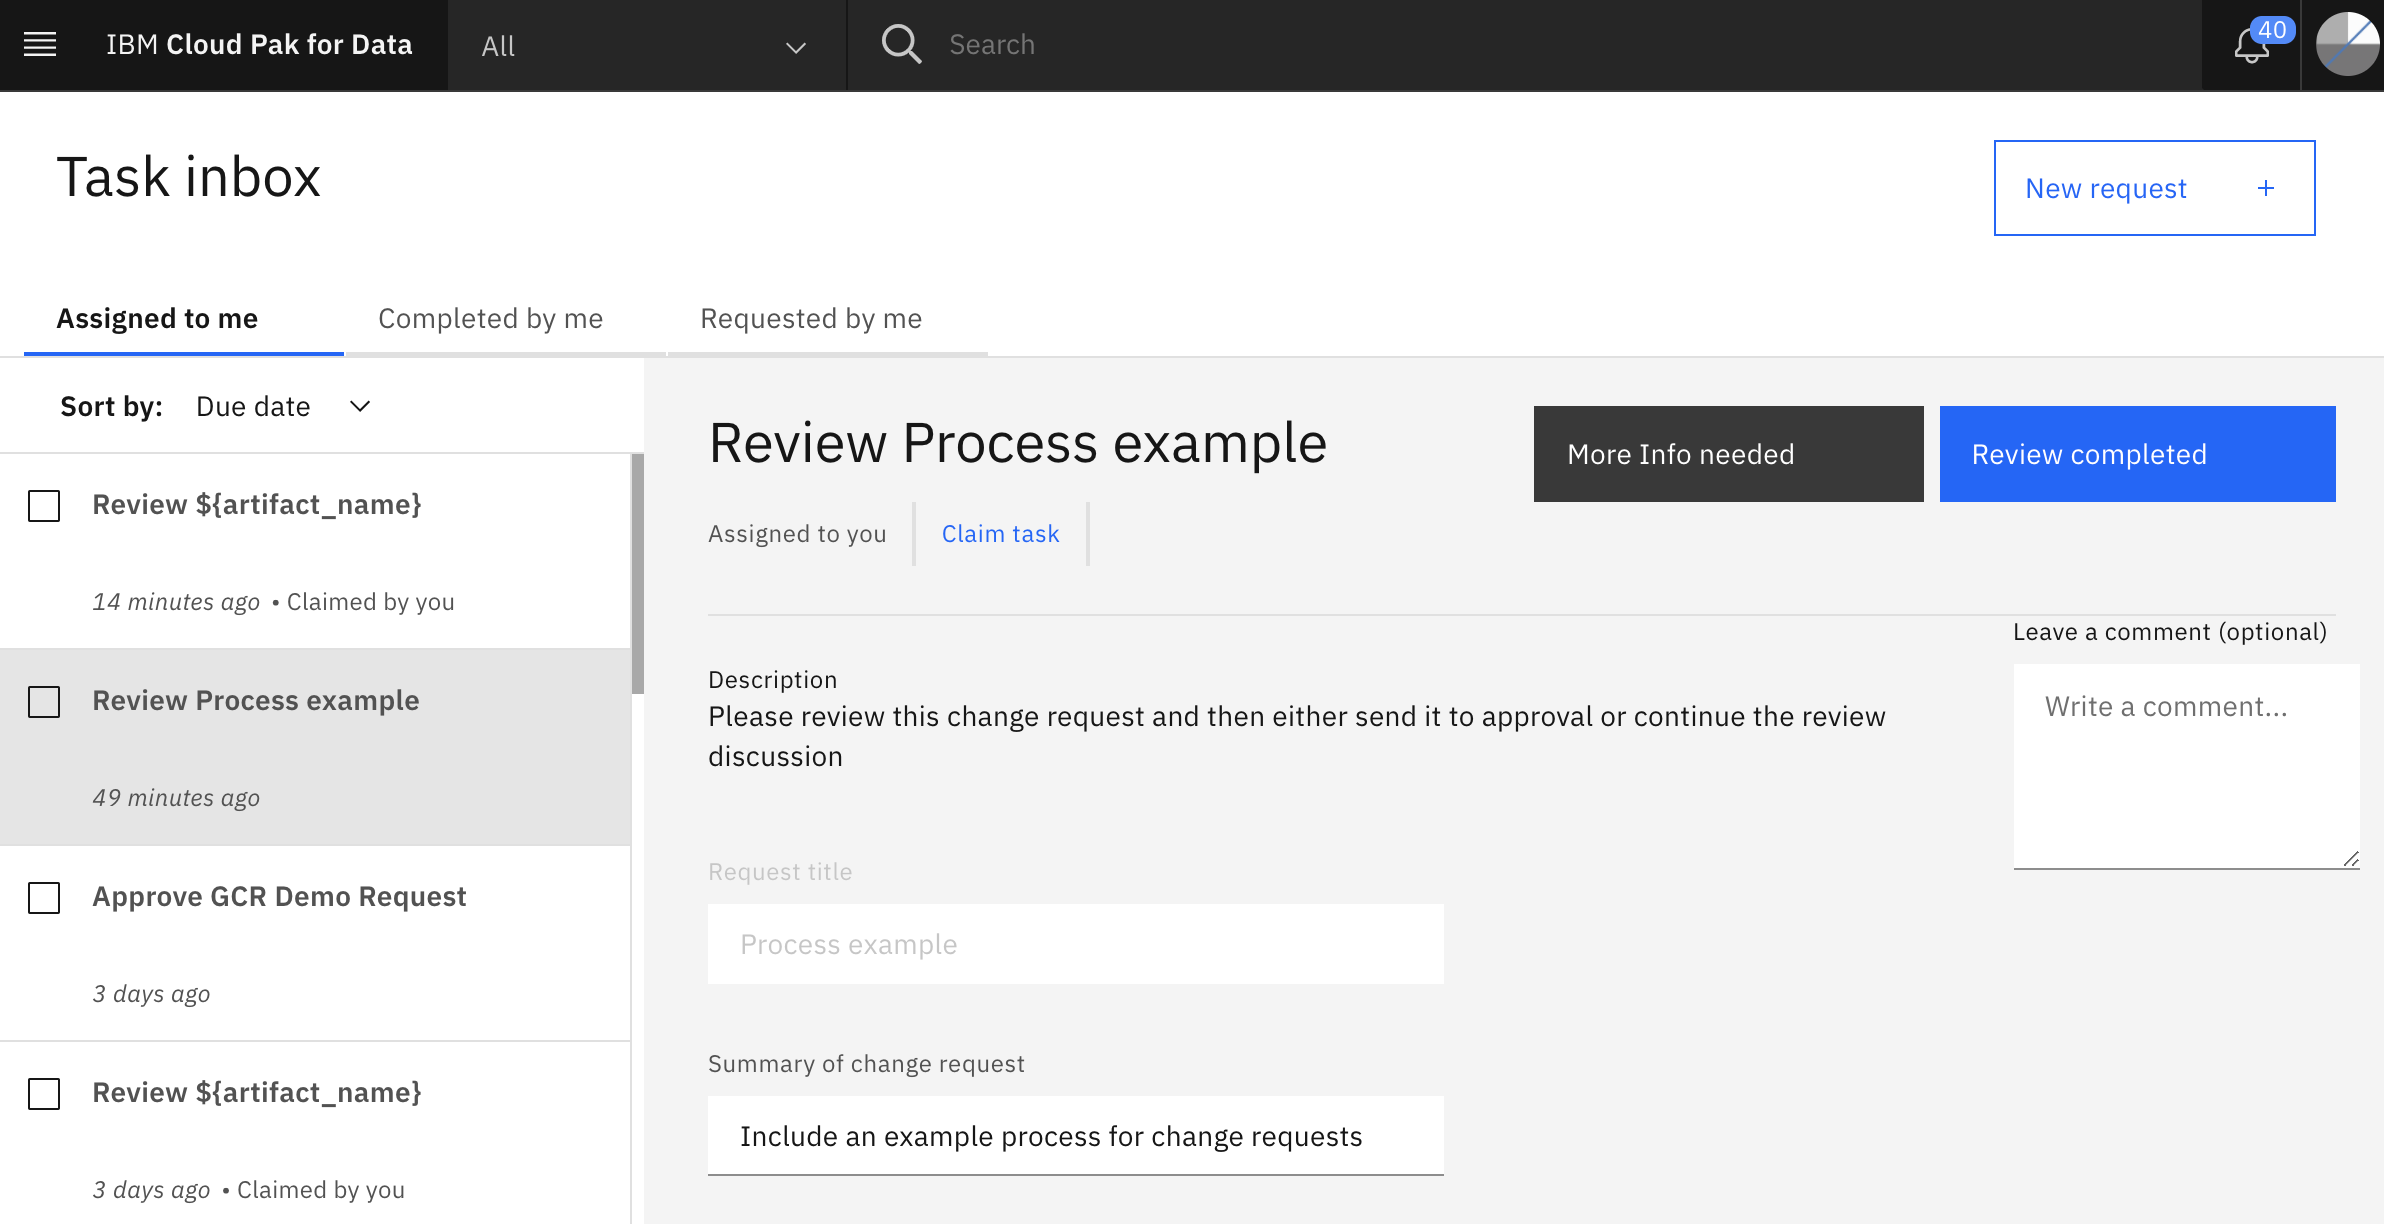 IBM Cloud Pak for Data
All
Search
40
Task inbox
New request +
Assigned to me
Completed by me
Requested by me
Sort by: Due date
Review ${artifact_name}
14 minutes ago • Claimed by you
Review Process example
49 minutes ago
Approve GCR Demo Request
3 days ago
Review ${artifact_name}
3 days ago • Claimed by you
Review Process example
More Info needed
Review completed
Assigned to you
Claim task
Leave a comment (optional)
Write a comment...
Description
Please review this change request and then either send it to approval or continue the review
discussion
Request title
Process example
Summary of change request
Include an example process for change requests